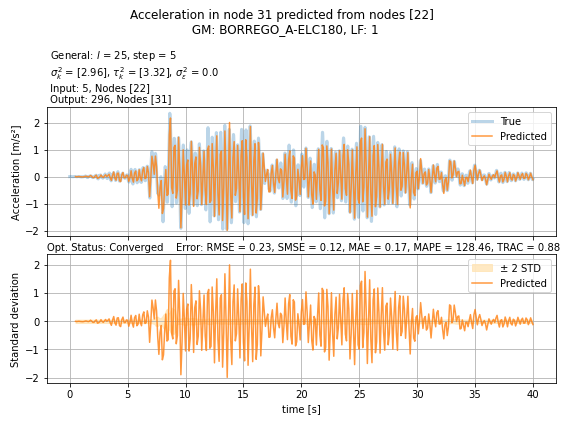 Acceleration in node 31 predicted from nodes [22]
GM: BORREGO_A-ELC180, LF: 1
General: l = 25, step = 5
σ²ₖ = [2.96], τ²ₖ = [3.32], σ²ε = 0.0
Input: 5, Nodes [22]
Output: 296, Nodes [31]
Acceleration [m/s²]
2
1
0
−1
−2
True
Predicted
Opt. Status: Converged Error: RMSE = 0.23, SMSE = 0.12, MAE = 0.17, MAPE = 128.46, TRAC = 0.88
Standard deviation
2
1
0
−1
−2
± 2 STD
Predicted
0 5 10 15 20 25 30 35 40
time [s]